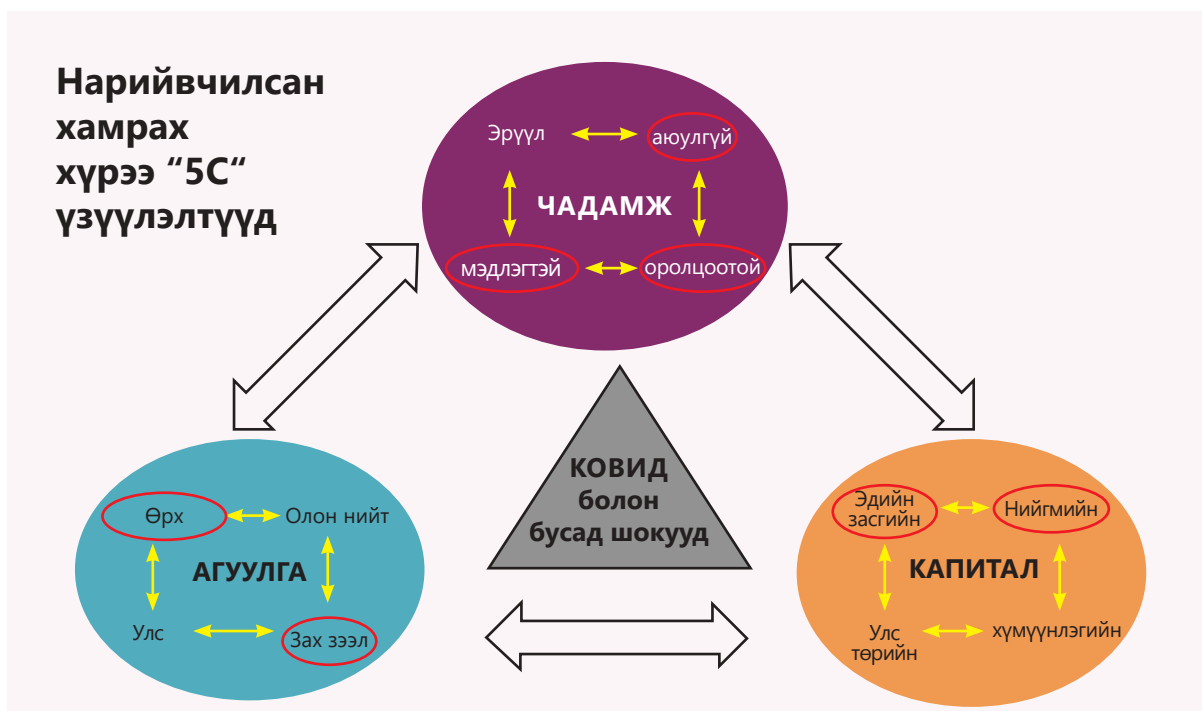 Нарийвчилсан
хамрах
хүрээ “5C“
үзүүлэлтүүд
Эрүүл
аюулгүй
ЧАДАМЖ
мэдлэгтэй
оролцоотой
КОВИД
болон
бусад шокууд
Өрх
Олон нийт
АГУУЛГА
Улс
Зах зээл
Эдийн
засгийн
Нийгмийн
КАПИТАЛ
Улс
төрийн
хүмүүнлэгийн